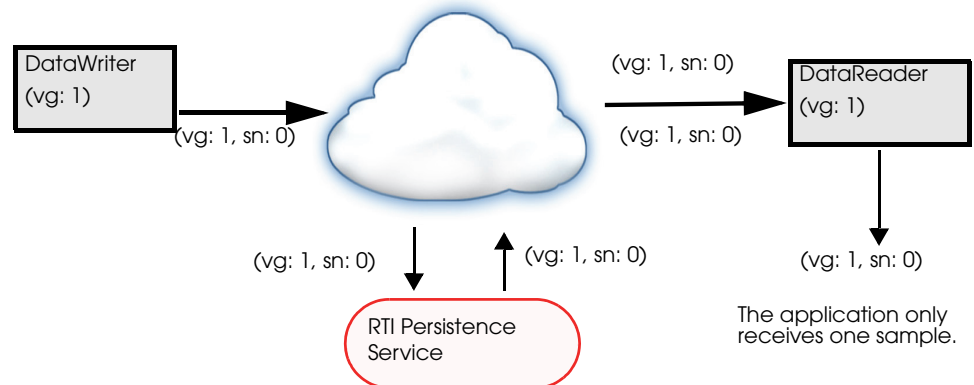 DataWriter
(vg: 1)
(vg: 1, sn: 0)
(vg: 1, sn: 0)
(vg: 1, sn: 0)
DataReader
(vg: 1)
(vg: 1, sn: 0)
(vg: 1, sn: 0)
(vg: 1, sn: 0)
RTI Persistence
Service
The application only
receives one sample.